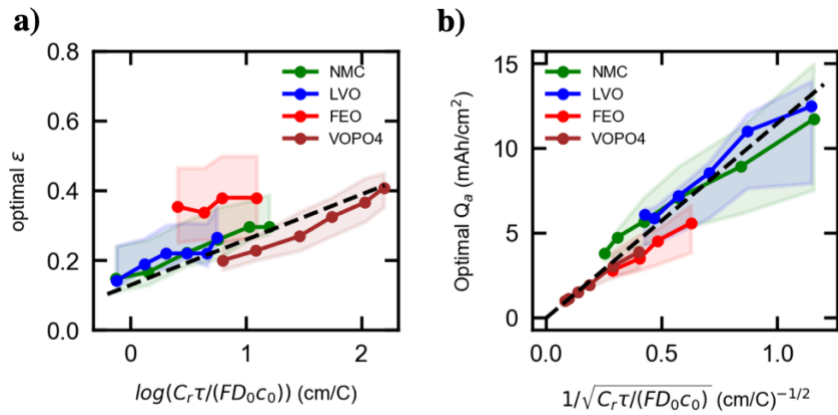 a)
0.8
0.6
0.4
0.2
0.0
optimal ε
NMC
LVO
FEO
VOPO4
0
1
2
log(C_rτ/(FD_0c_0)) (cm/C)
b)
15
10
5
0
Optimal Q_a (mAh/cm^2)
NMC
LVO
FEO
VOPO4
0.0
0.5
1.0
1/√C_rτ/(FD_0c_0) (cm/C)^{-1/2}